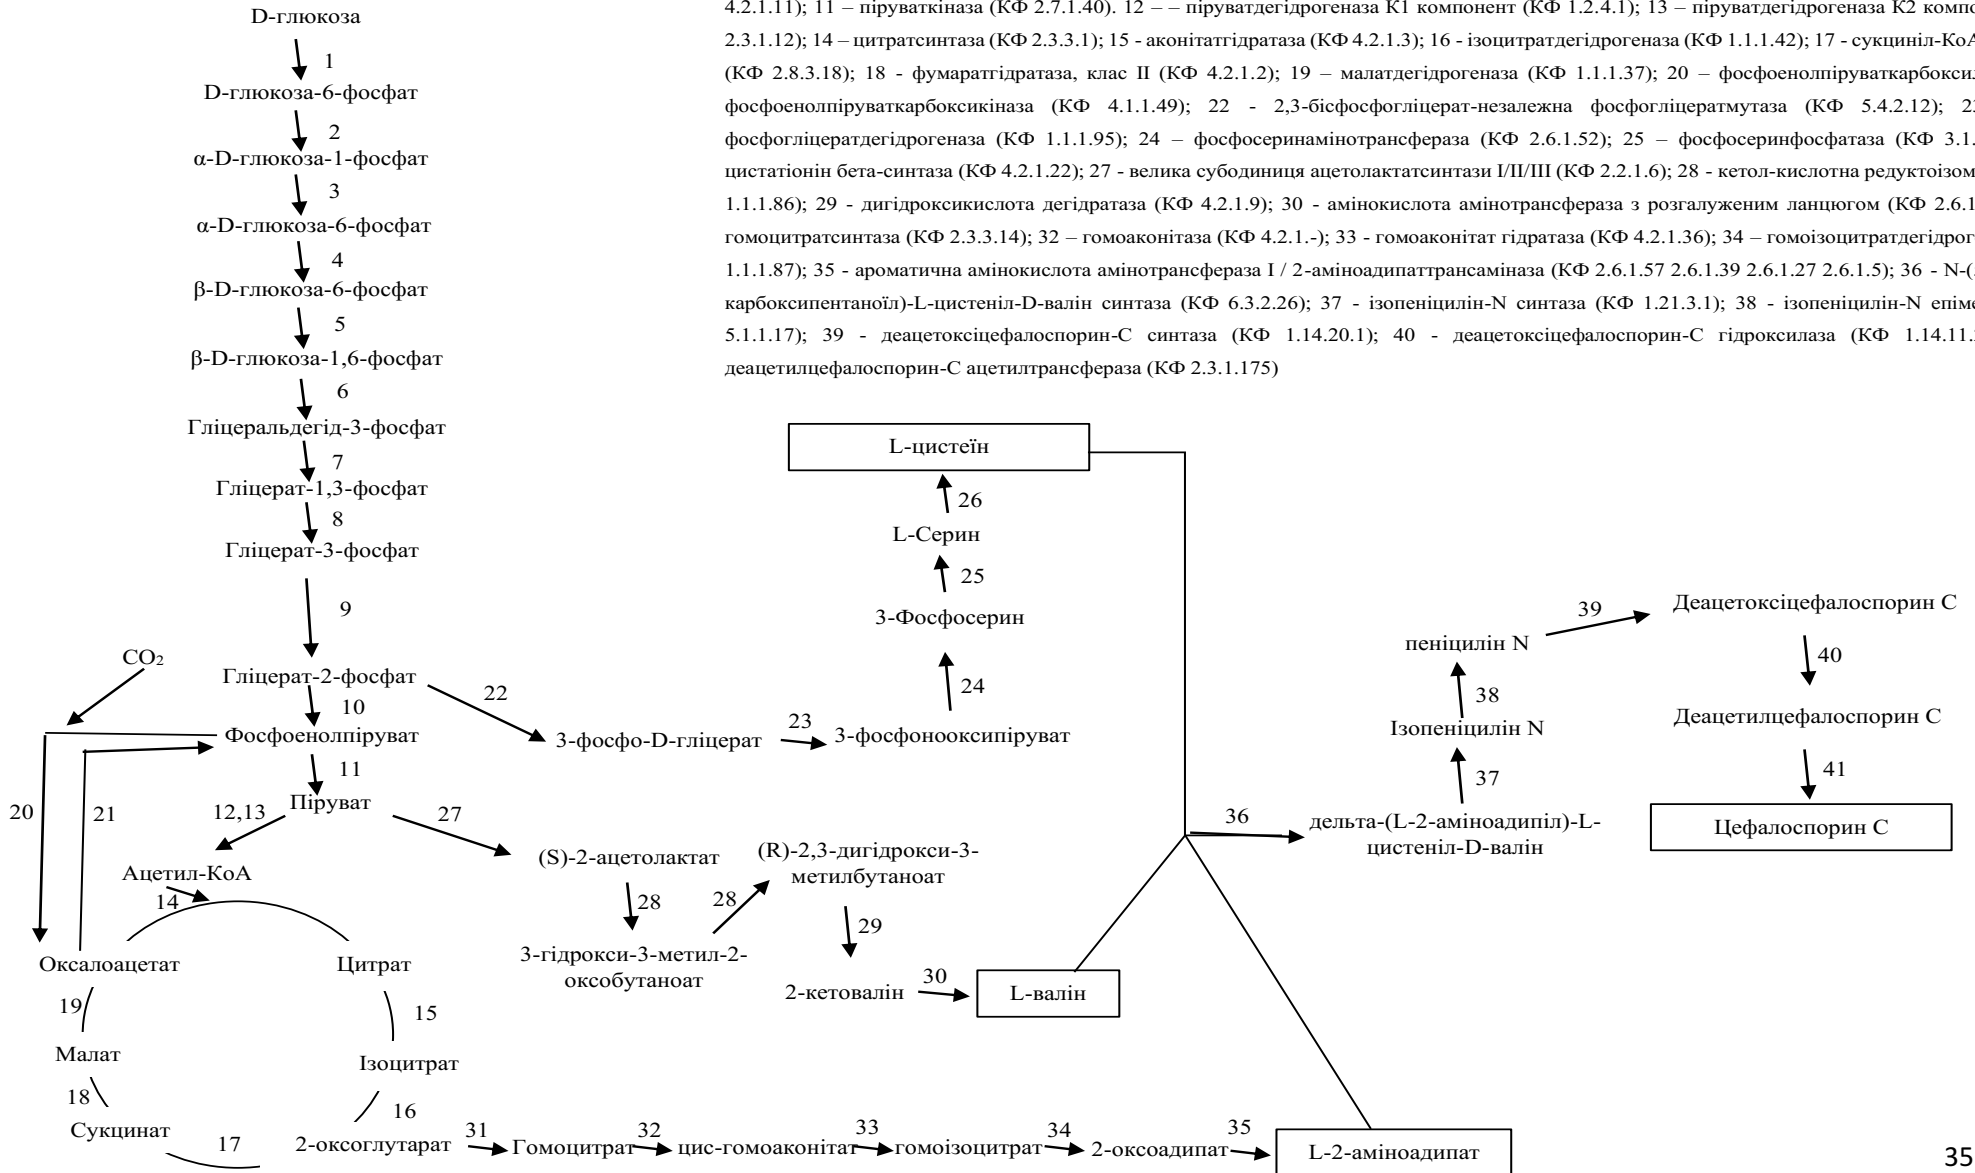 4.2.1.11); 11 – піруваткіназа (КФ 2.7.1.40). 12 – – піруватдегідрогеназа К1 компонент (КФ 1.2.4.1); 13 – піруватдегідрогеназа К2
2.3.1.12); 14 – цитратсинтаза (КФ 2.3.3.1); 15 - аконітатгідратаза (КФ 4.2.1.3); 16 - ізоцитратдегідрогеназа (КФ 1.1.1.42); 17 - сукциніл-КоА
(КФ 2.8.3.18); 18 - фумаратгідратаза, клас II (КФ 4.2.1.2); 19 – малатдегідрогеназа (КФ 1.1.1.37); 20 –
фосфоенолпіруваткарбоксикіназа (КФ 4.1.1.49); 22 - 2,3-бісфосфогліцерат-незалежна фосфогліцератмутаза (КФ 5.4.2.12);
фосфогліцератдегідрогеназа (КФ 1.1.1.95); 24 – фосфосеринамінотрансфераза (КФ 2.6.1.52); 25 – фосфосеринфосфатаза (КФ 3.1.
цистатіонін бета-синтаза (КФ 4.2.1.22); 27 - велика субодиниця ацетолактатсинтази I/II/III (КФ 2.2.1.6); 28 - кетол-кислотна
1.1.1.86); 29 - дигідроксикислота дегідратаза (КФ 4.2.1.9); 30 - амінокислота амінотрансфераза з розгалуженим ланцюгом (КФ 2.6.1
гомоцитратсинтаза (КФ 2.3.3.14); 32 – гомоаконітаза (КФ 4.2.1.-); 33 - гомоаконітат гідратаза (КФ 4.2.1.36); 34 –
1.1.1.87); 35 - ароматична амінокислота амінотрансфераза I / 2-аміноадипаттрансаміназа (КФ 2.6.1.57 2.6.1.39 2.6.1.27 2.6.1.5); 36 -
карбоксипентаноїл)-L-цистеніл-D-валін синтаза (КФ 6.3.2.26); 37 - ізопеніцилін-N синтаза (КФ 1.21.3.1); 38 - ізопеніцилін-N
5.1.1.17); 39 - деацетоксіцефалоспорин-С синтаза (КФ 1.14.20.1); 40 - деацетоксіцефалоспорин-С гідроксилаза (КФ 1.14.11.
деацетилцефалоспорин-С ацетилтрансфераза (КФ 2.3.1.175)
D-глюкоза
1
D-глюкоза-6-фосфат
2
α-D-глюкоза-1-фосфат
3
α-D-глюкоза-6-фосфат
4
β-D-глюкоза-6-фосфат
5
β-D-глюкоза-1,6-фосфат
6
Гліцеральдегід-3-фосфат
7
Гліцерат-1,3-фосфат
8
Гліцерат-3-фосфат
9
CO₂
Гліцерат-2-фосфат
10
Фосфоенолпіруват
11
Піруват
12,13
Ацетил-КоА
14
20
21
Оксалоацетат
Цитрат
15
Ізоцитрат
16
2-оксоглутарат
17
Сукцинат
18
Малат
19
22
3-фосфо-D-гліцерат
23
3-фосфонооксипіруват
24
3-Фосфосерин
25
L-Серин
26
L-цистеїн
27
(S)-2-ацетолактат
28
3-гідрокси-3-метил-2-
оксобутаноат
28
(R)-2,3-дигідрокси-3-
метилбутаноат
29
2-кетовалін
30
L-валін
31
Гомоцитрат
32
цис-гомоаконітат
33
гомоізоцитрат
34
2-оксоадипат
35
L-2-аміноадипат
36
дельта-(L-2-аміноадипіл)-L-
цистеніл-D-валін
37
Ізопеніцилін N
38
пеніцилін N
39
Деацетоксіцефалоспорин С
40
Деацетилцефалоспорин С
41
Цефалоспорин С
35